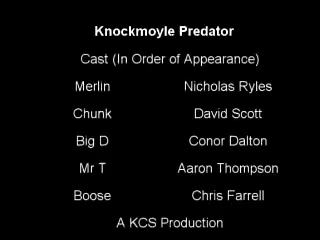 Knockmoyle Predator
Cast (In Order of Appearance)
Merlin Nicholas Ryles
Chunk David Scott
Big D Conor Dalton
Mr T Aaron Thompson
Boose Chris Farrell
A KCS Production